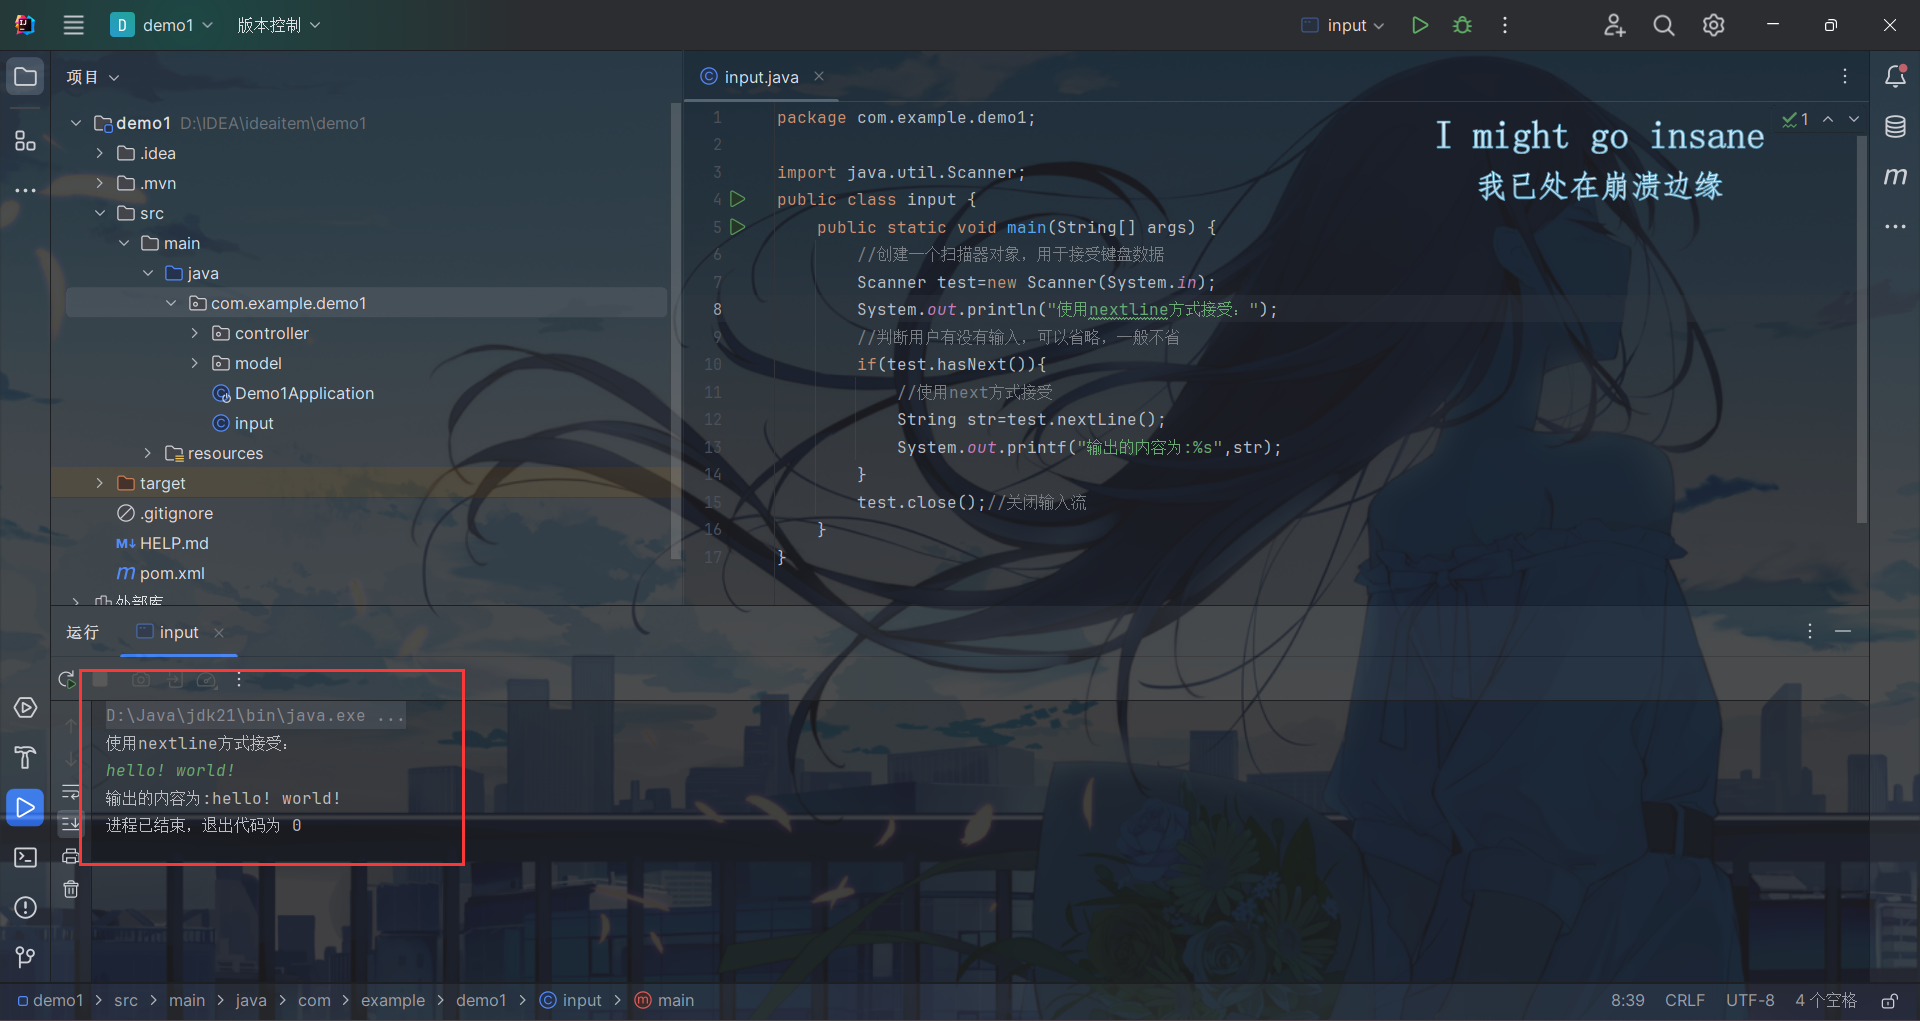 D demo1 版本控制 input
项目
input.java
demo1 D:\IDEA\ideaitem\demo1
.idea
.mvn
src
main
java
com.example.demo1
controller
model
Demo1Application
input
resources
target
.gitignore
M↓ HELP.md
m pom.xml
外部库
1 package com.example.demo1;
2
3 import java.util.Scanner;
4 public class input {
5 public static void main(String[] args) {
6 //创建一个扫描器对象，用于接受键盘数据
7 Scanner test=new Scanner(System.in);
8 System.out.println("使用nextline方式接受：");
9 //判断用户有没有输入，可以省略，一般不省
10 if(test.hasNext()){
11 //使用next方式接受
12 String str=test.nextLine();
13 System.out.printf("输出的内容为:%s",str);
14 }
15 test.close();//关闭输入流
16 }
17 }
1
I might go insane
我已处在崩溃边缘
m
运行 input
D:\Java\jdk21\bin\java.exe ...
使用nextline方式接受：
hello! world!
输出的内容为:hello! world!
进程已结束，退出代码为 0
demo1 > src > main > java > com > example > demo1 > input > main
8:39 CRLF UTF-8 4 个空格